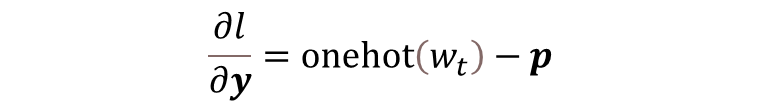 ∂l/∂𝒚 = onehot(w_t) − 𝒑